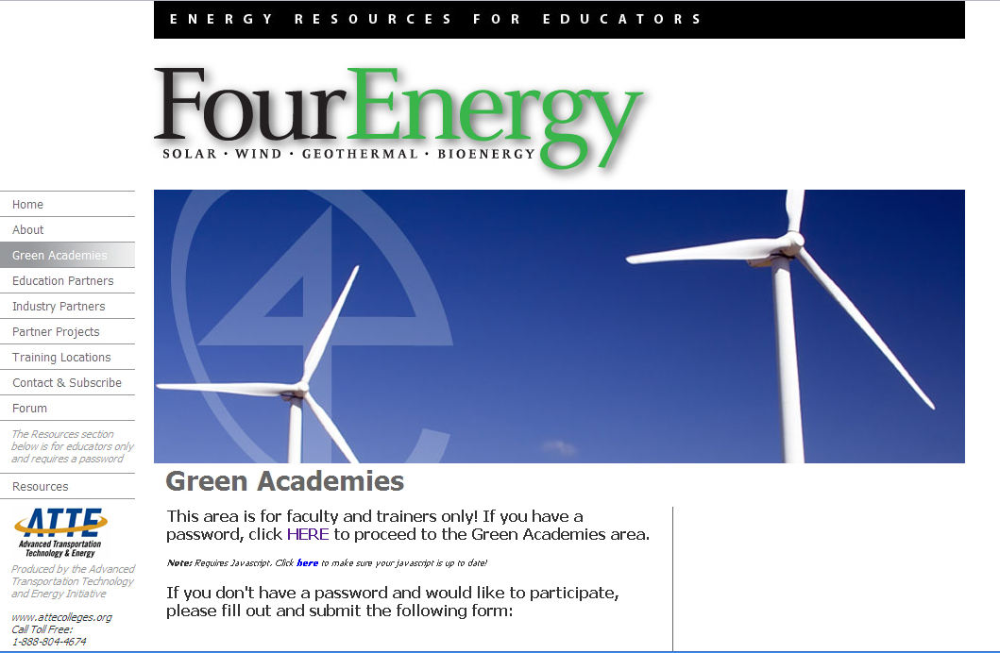 ENERGY RESOURCES FOR EDUCATORS
FourEnergy
SOLAR • WIND • GEOTHERMAL • BIOENERGY
Home
About
Green Academies
Education Partners
Industry Partners
Partner Projects
Training Locations
Contact & Subscribe
Forum
The Resources section
below is for educators only
and requires a password
Resources
ATTE
Advanced Transportation
Technology & Energy
Produced by the Advanced
Transportation Technology
and Energy Initiative
www.attecolleges.org
Call Toll Free:
1-888-804-4674
Green Academies
This area is for faculty and trainers only! If you have a
password, click HERE to proceed to the Green Academies area.
Note: Requires Javascript. Click here to make sure your javascript is up to date!
If you don't have a password and would like to participate,
please fill out and submit the following form: